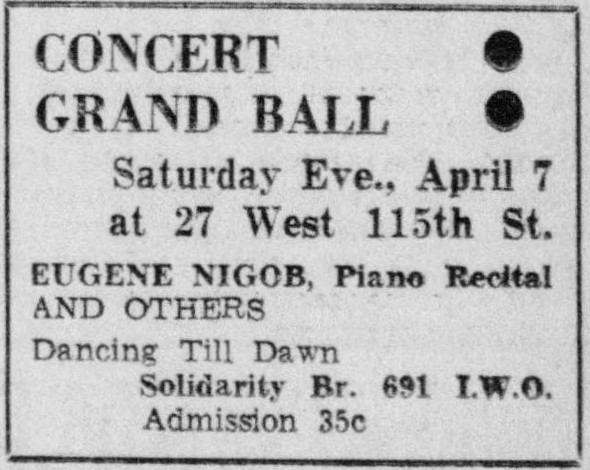 CONCERT
GRAND BALL
Saturday Eve., April 7
at 27 West 115th St.
EUGENE NIGOB, Piano Recital
AND OTHERS
Dancing Till Dawn
Solidarity Br. 691 I.W.O.
Admission 35c